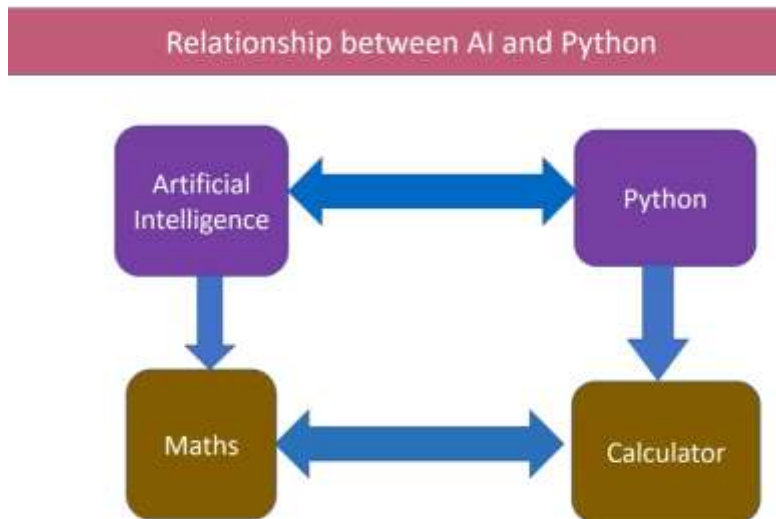 Relationship between AI and Python
Artificial
Intelligence
Python
Maths
Calculator